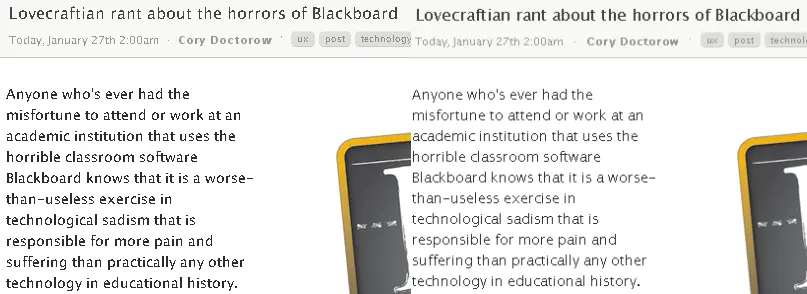 Lovecraftian rant about the horrors of Blackboard
Today, January 27th 2:00am · Cory Doctorow · ux post technology
Anyone who's ever had the
misfortune to attend or work at an
academic institution that uses the
horrible classroom software
Blackboard knows that it is a worse-
than-useless exercise in
technological sadism that is
responsible for more pain and
suffering than practically any other
technology in educational history.
Lovecraftian rant about the horrors of Blackboard
Today, January 27th 2:00am · Cory Doctorow · ux post
Anyone who's ever had the
misfortune to attend or work at an
academic institution that uses the
horrible classroom software
Blackboard knows that it is a worse-
than-useless exercise in
technological sadism that is
responsible for more pain and
suffering than practically any other
technology in educational history.